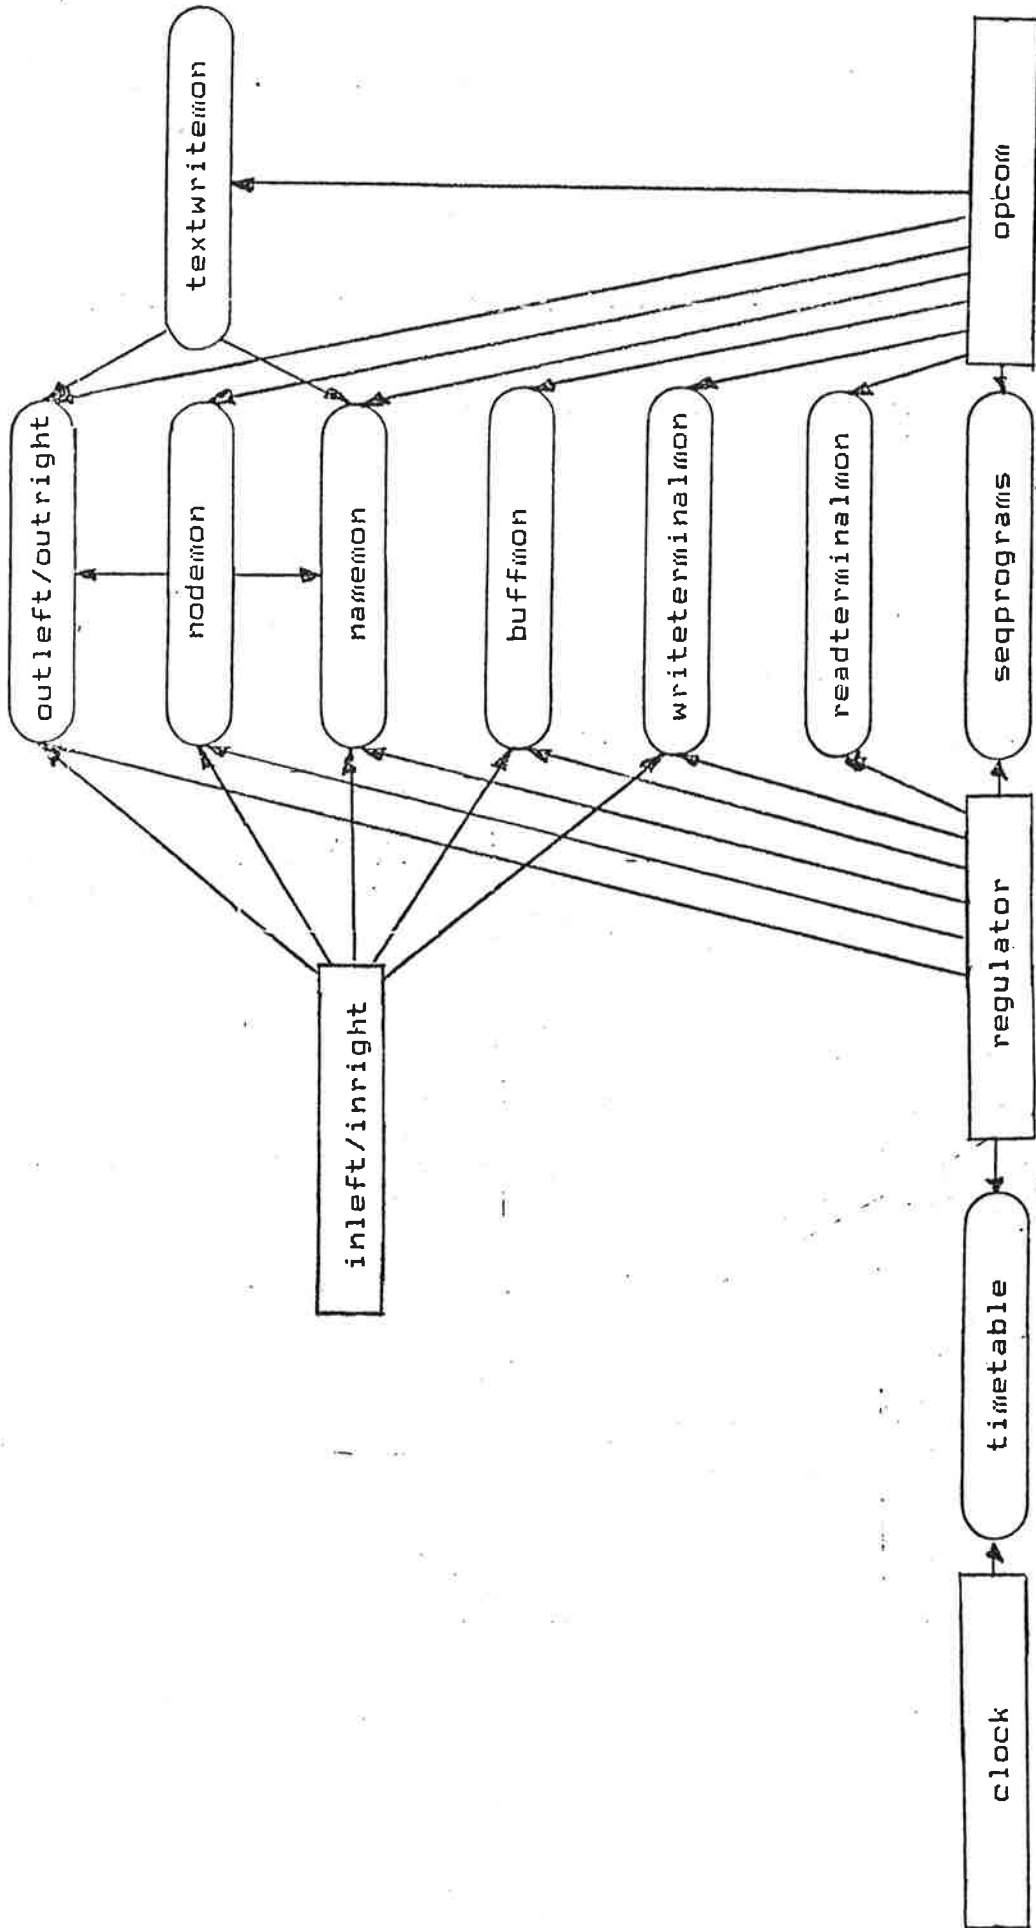 textwritemon
outleft/outright
nodemon
namemon
buffmon
writeterminalmon
readterminalmon
seqprograms
opcom
inleft/inright
regulator
timetable
clock